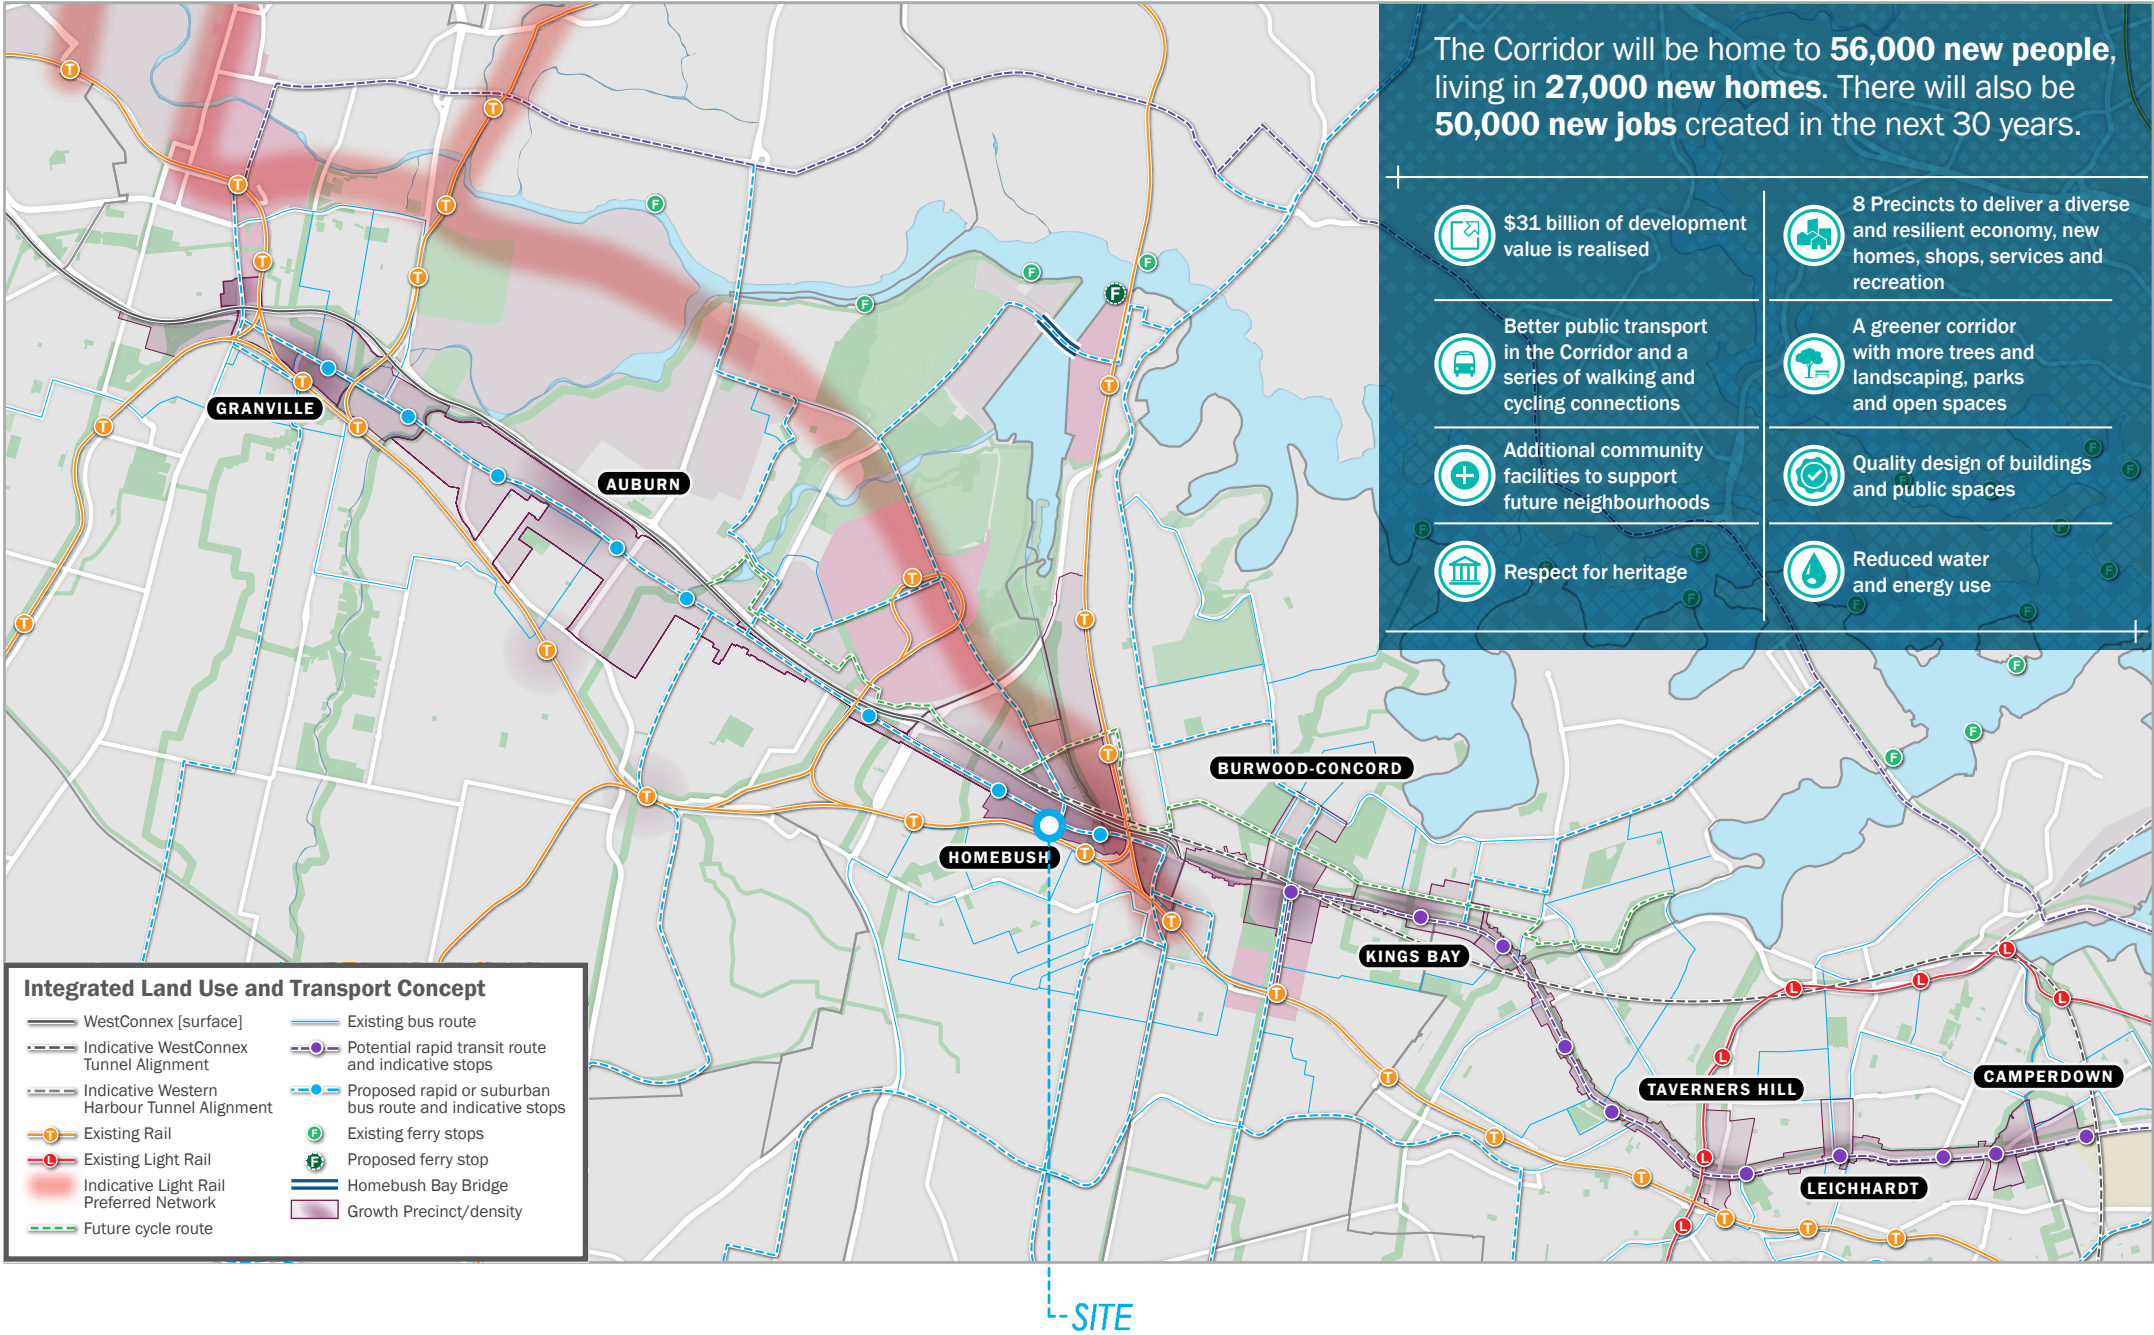 The Corridor will be home to 56,000 new people,
living in 27,000 new homes. There will also be
50,000 new jobs created in the next 30 years.
$31 billion of development
value is realised
8 Precincts to deliver a diverse
and resilient economy, new
homes, shops, services and
recreation
Better public transport
in the Corridor and a
series of walking and
cycling connections
A greener corridor
with more trees and
landscaping, parks
and open spaces
Additional community
facilities to support
future neighbourhoods
Quality design of buildings
and public spaces
Respect for heritage
Reduced water
and energy use
GRANVILLE
AUBURN
BURWOOD-CONCORD
HOMEBUSH
KINGS BAY
TAVERNERS HILL
CAMPERDOWN
LEICHHARDT
Integrated Land Use and Transport Concept
WestConnex [surface]
Indicative WestConnex
Tunnel Alignment
Indicative Western
Harbour Tunnel Alignment
T Existing Rail
L Existing Light Rail
Indicative Light Rail
Preferred Network
Future cycle route
Existing bus route
Potential rapid transit route
and indicative stops
Proposed rapid or suburban
bus route and indicative stops
F Existing ferry stops
F Proposed ferry stop
Homebush Bay Bridge
Growth Precinct/density
SITE